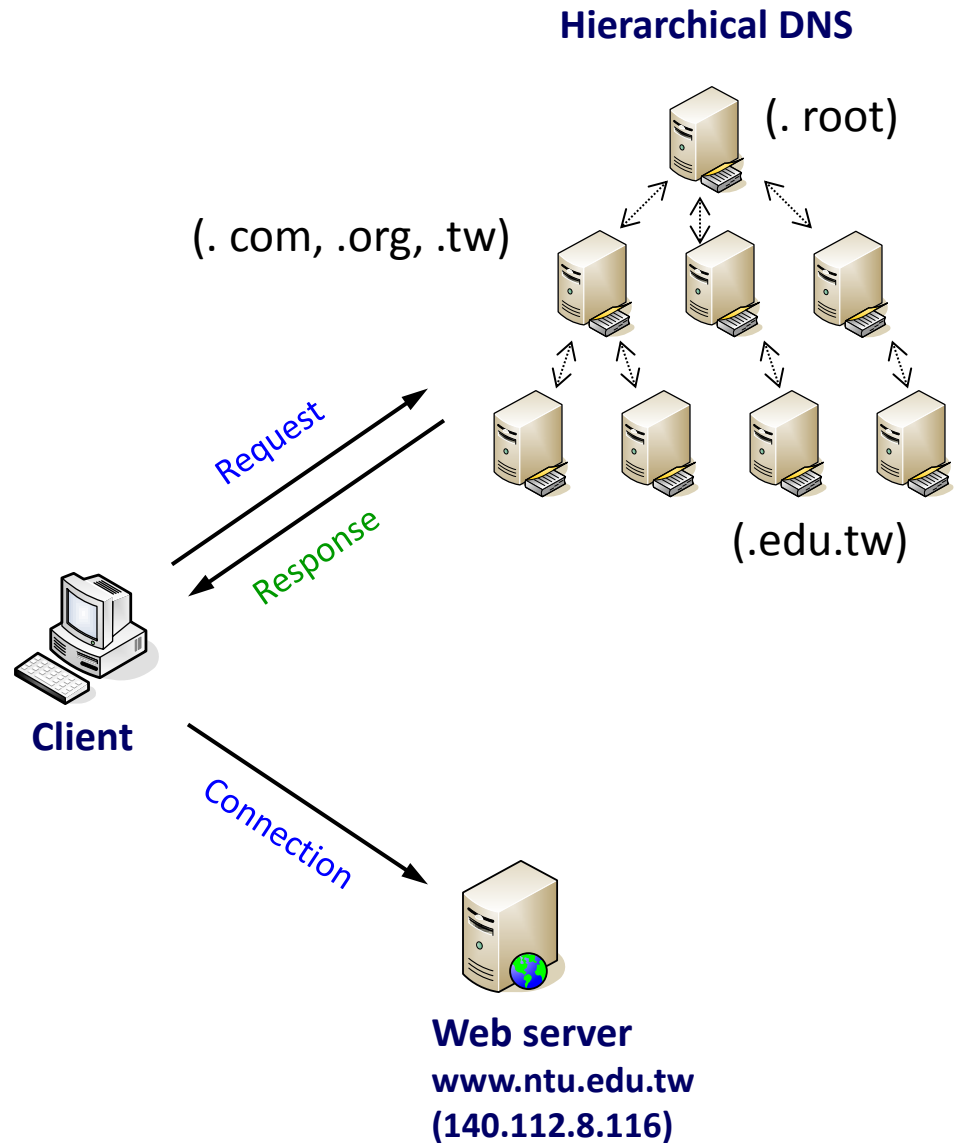 Hierarchical DNS
(. root)
(. com, .org, .tw)
(.edu.tw)
Request
Response
Client
Connection
Web server
www.ntu.edu.tw
(140.112.8.116)